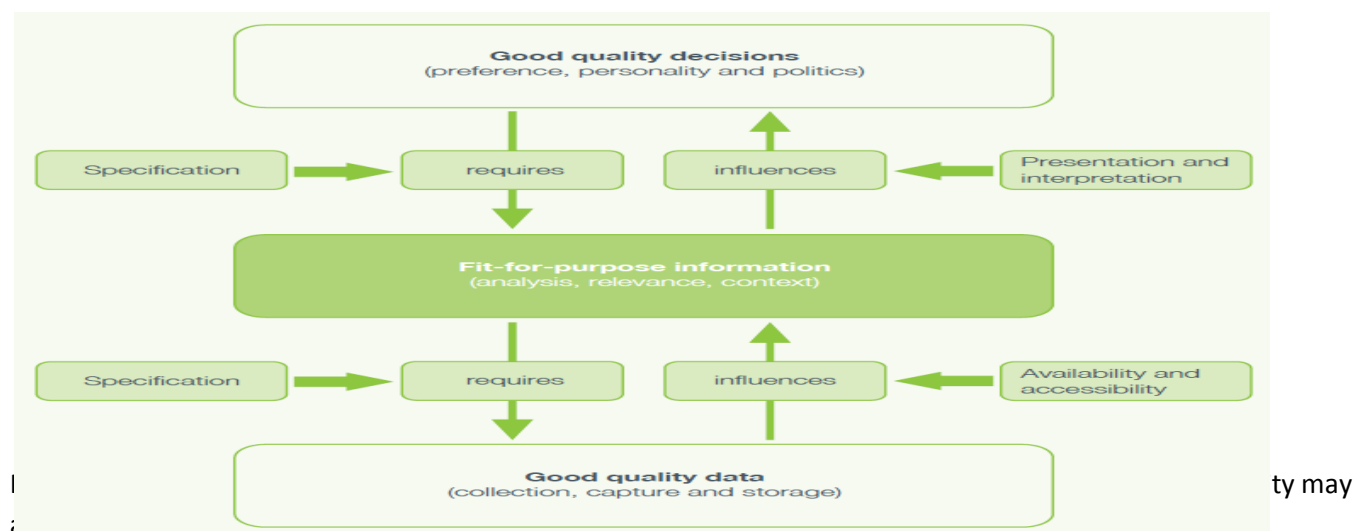 Good quality decisions
(preference, personality and politics)
Specification
requires
influences
Presentation and
interpretation
Fit-for-purpose information
(analysis, relevance, context)
Specification
requires
influences
Availability and
accessibility
Good quality data
(collection, capture and storage)
ty may